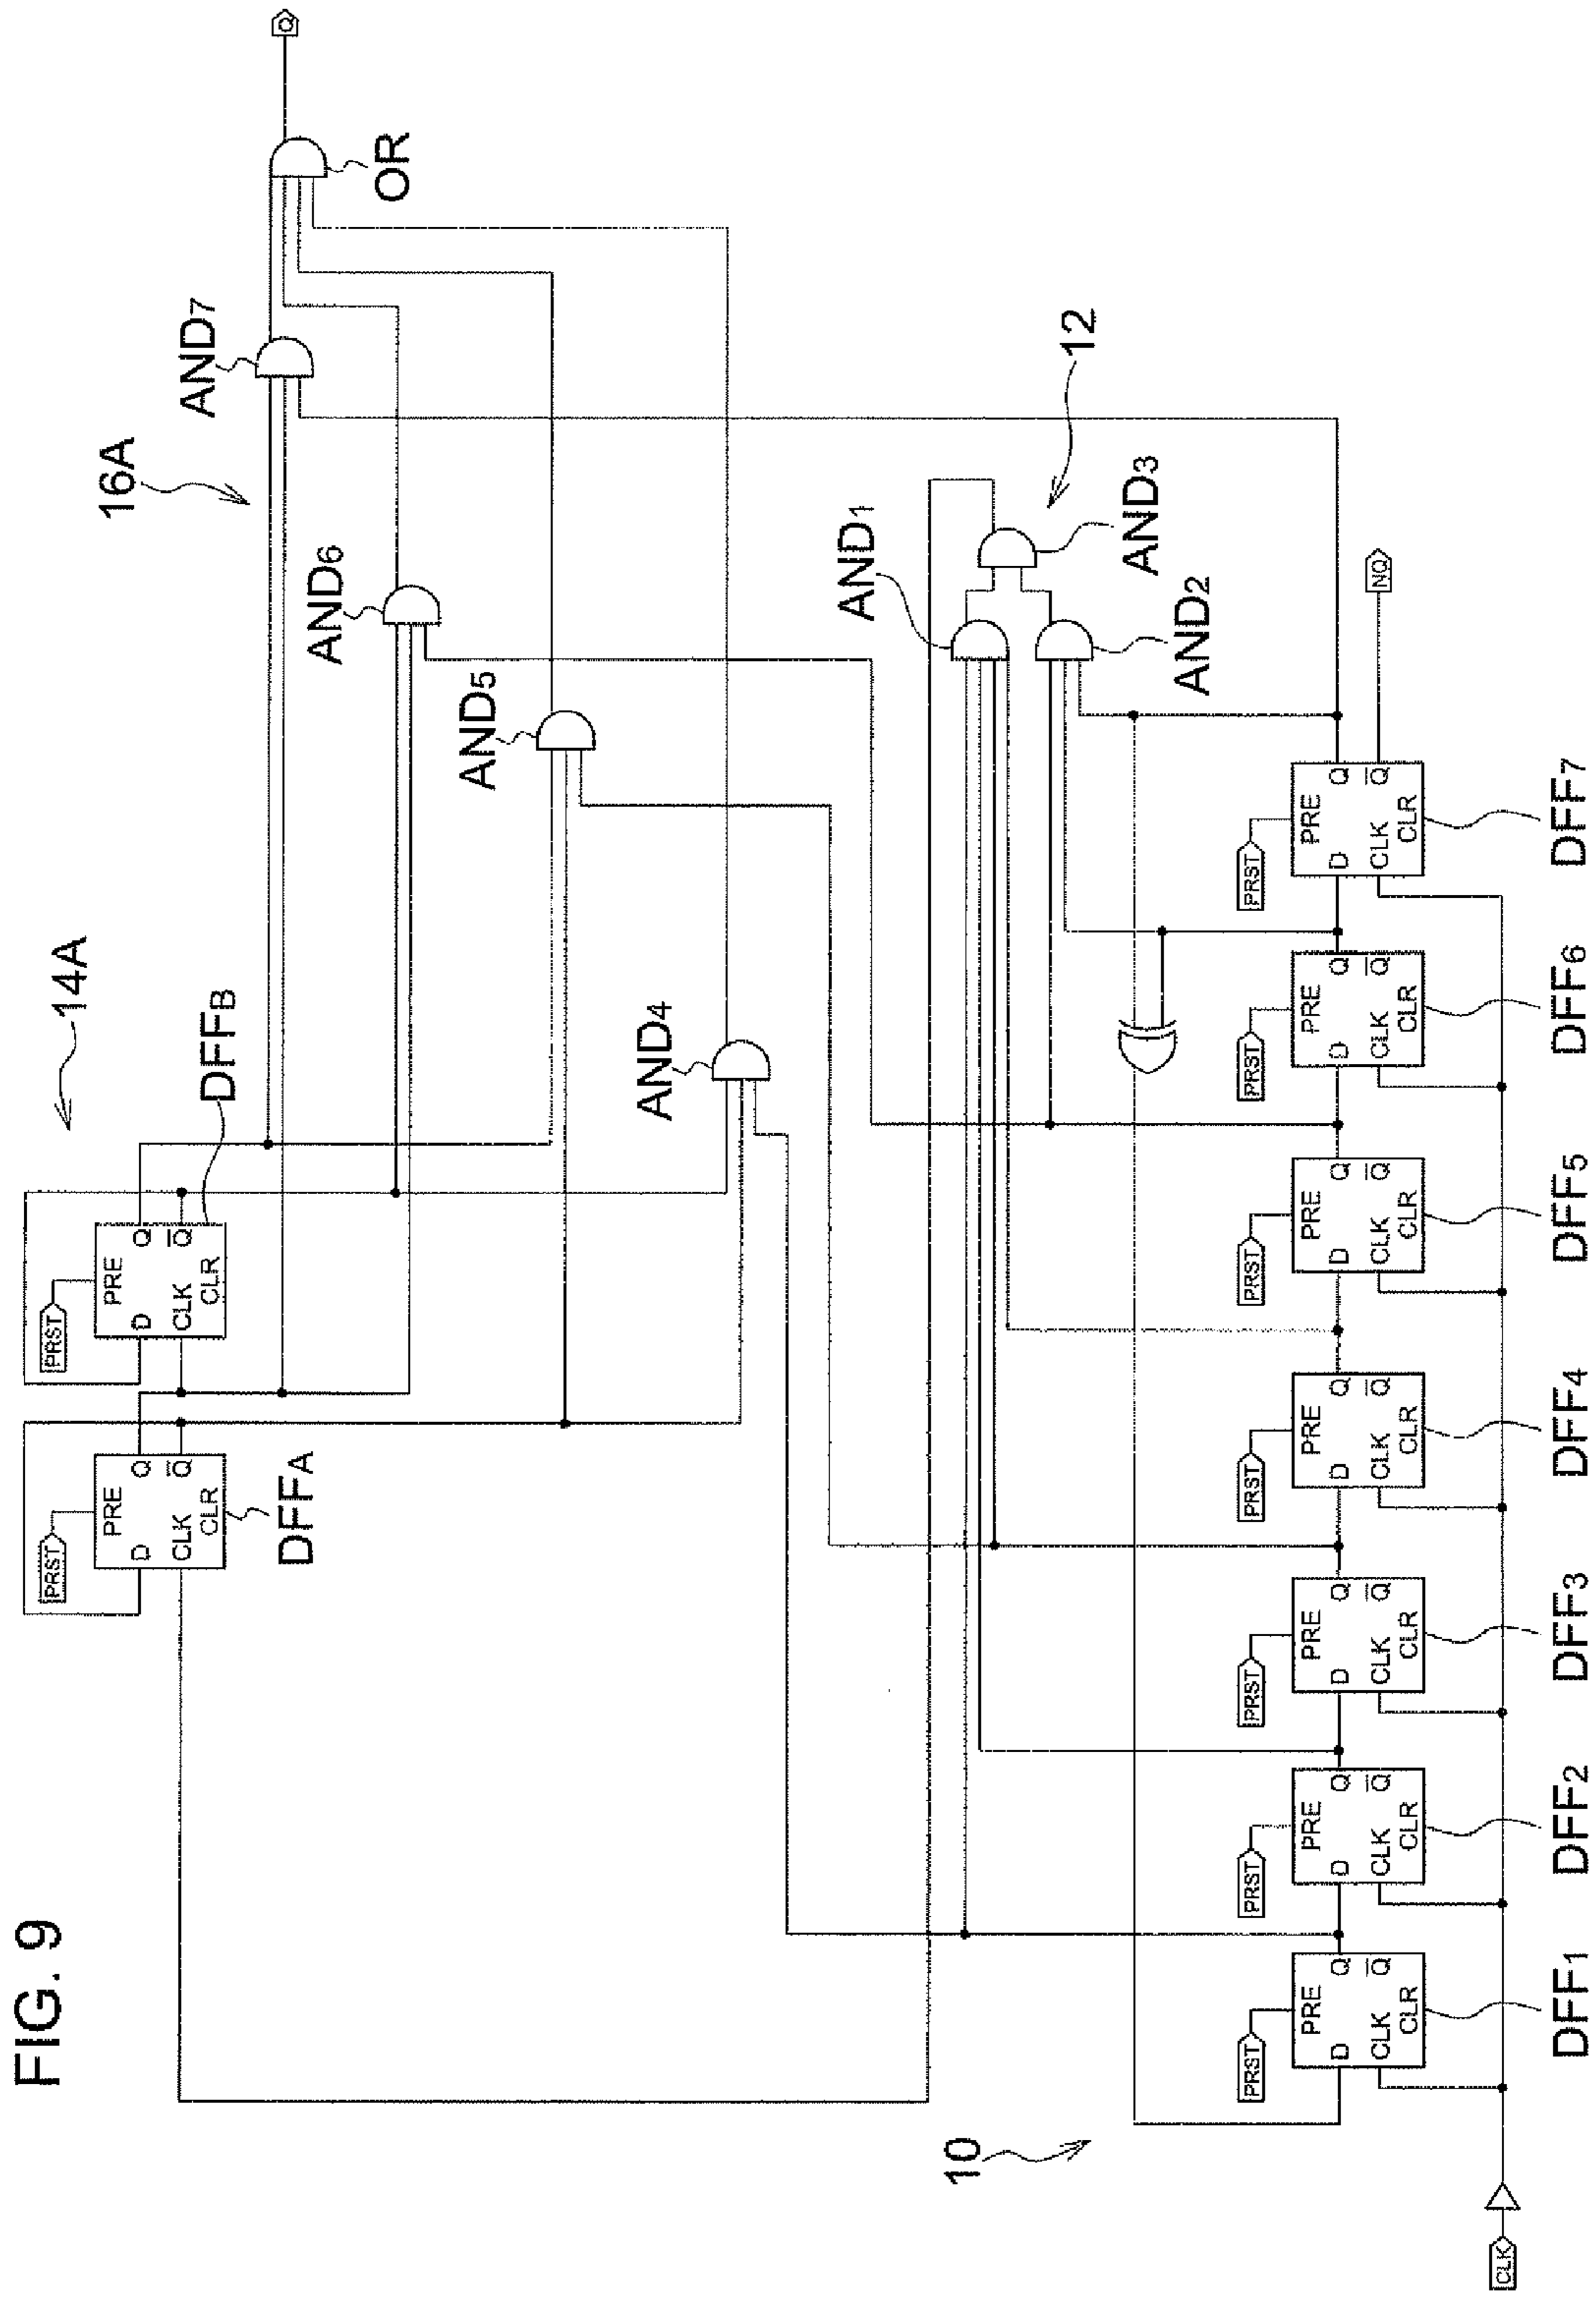 FIG. 9
14A
PRST
PRE
D Q
CLK Q
CLR
DFFA
PRST
PRE
D Q
CLK Q
CLR
DFFB
16A
AND4
AND5
AND6
AND7
OR
Q
AND1
AND2
AND3
12
10
PRST
PRE
D Q
CLK Q
CLR
DFF1
PRST
PRE
D Q
CLK Q
CLR
DFF2
PRST
PRE
D Q
CLK Q
CLR
DFF3
PRST
PRE
D Q
CLK Q
CLR
DFF4
PRST
PRE
D Q
CLK Q
CLR
DFF5
PRST
PRE
D Q
CLK Q
CLR
DFF6
PRST
PRE
D Q
CLK Q
CLR
DFF7
NQ
CLK